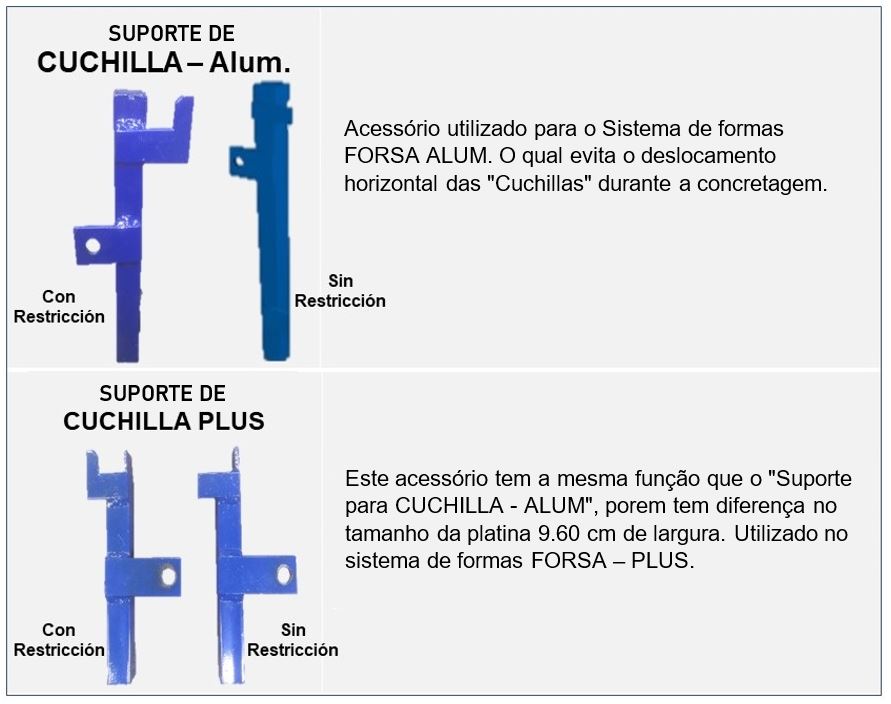 SUPORTE DE
CUCHILLA – Alum.
Con
Restricción
Sin
Restricción
Acessório utilizado para o Sistema de formas
FORSA ALUM. O qual evita o deslocamento
horizontal das "Cuchillas" durante a concretagem.
SUPORTE DE
CUCHILLA PLUS
Con
Restricción
Sin
Restricción
Este acessório tem a mesma função que o "Suporte
para CUCHILLA - ALUM", porem tem diferença no
tamanho da platina 9.60 cm de largura. Utilizado no
sistema de formas FORSA – PLUS.